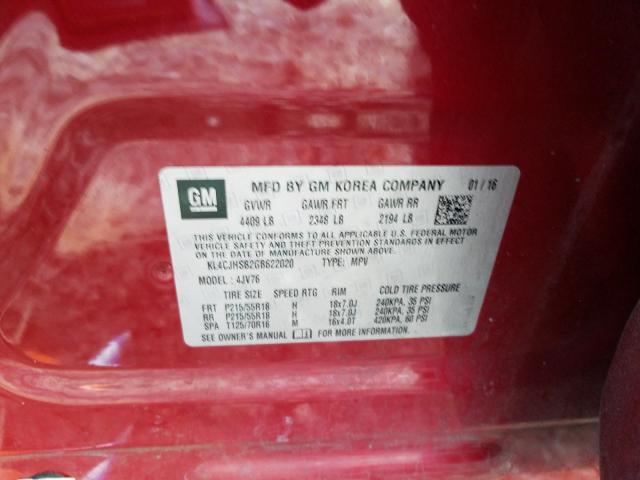 GM
MFD BY GM KOREA COMPANY 01 / 16
GVWR GAWR FRT GAWR RR
4409 LB 2348 LB 2194 LB
THIS VEHICLE CONFORMS TO ALL APPLICABLE U.S. FEDERAL MOTOR
VEHICLE SAFETY AND THEFT PREVENTION STANDARDS IN EFFECT
ON THE DATE OF MANUFACTURE SHOWN ABOVE.
KL4CJHSB2GB622020 TYPE: MPV
MODEL : 4JV76
TIRE SIZE SPEED RTG RIM COLD TIRE PRESSURE
FRT P215/55R18 H 18x7.0J 240KPA, 35 PSI
RR P215/55R18 H 18x7.0J 240KPA, 35 PSI
SPA T125/70R16 M 16x4.0T 420KPA, 60 PSI
SEE OWNER'S MANUAL FOR MORE INFORMATION.